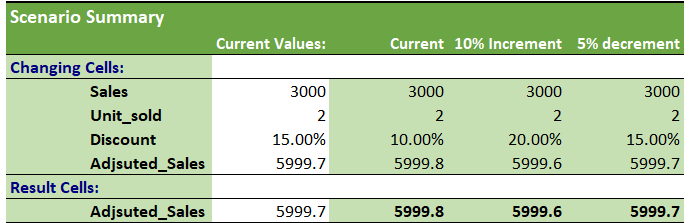 Scenario Summary
Current Values: Current 10% Increment 5% decrement
Changing Cells:
Sales 3000 3000 3000 3000
Unit_sold 2 2 2 2
Discount 15.00% 10.00% 20.00% 15.00%
Adjsuted_Sales 5999.7 5999.8 5999.6 5999.7
Result Cells:
Adjsuted_Sales 5999.7 5999.8 5999.6 5999.7